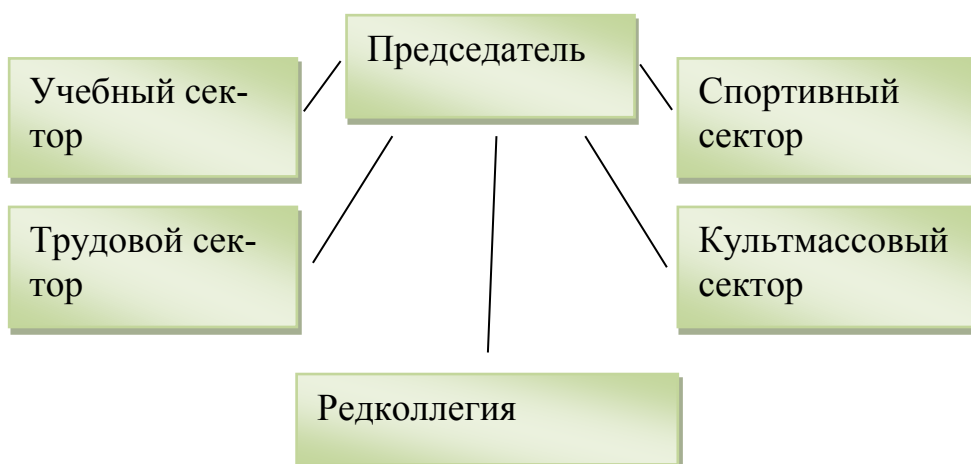 Председатель
Учебный сек-
тор
Спортивный
сектор
Трудовой сек-
тор
Культмассовый
сектор
Редколлегия